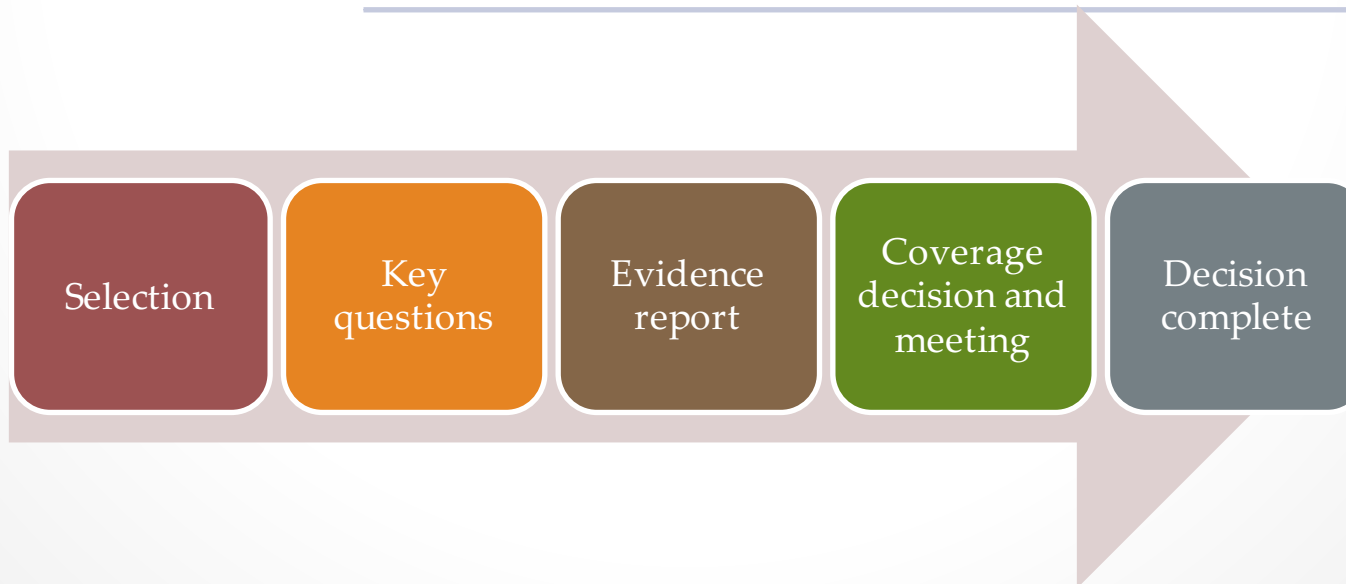 Selection
Key
questions
Evidence
report
Coverage
decision and
meeting
Decision
complete